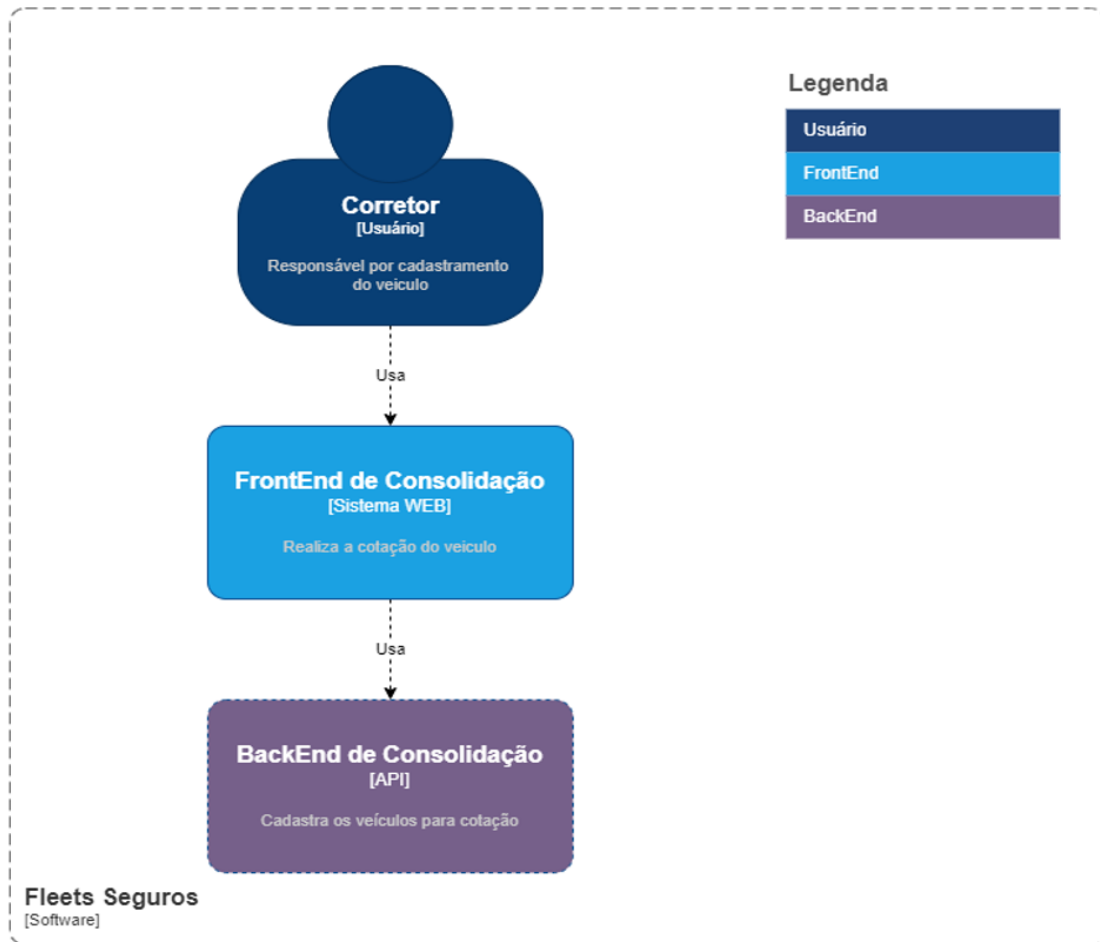 Legenda
Usuário
FrontEnd
BackEnd
Corretor
[Usuário]
Responsável por cadastramento
do veiculo
Usa
FrontEnd de Consolidação
[Sistema WEB]
Realiza a cotação do veiculo
Usa
BackEnd de Consolidação
[API]
Cadastra os veículos para cotação
Fleets Seguros
[Software]